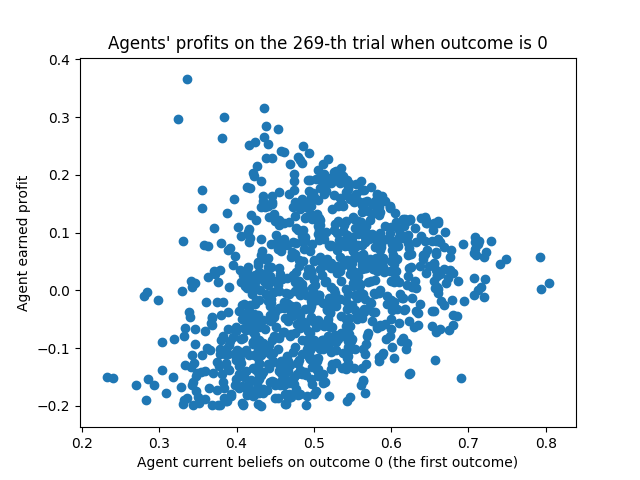 Agents' profits on the 269-th trial when outcome is 0
0.4
0.3
0.2
0.1
0.0
−0.1
−0.2
Agent earned profit
0.2 0.3 0.4 0.5 0.6 0.7 0.8
Agent current beliefs on outcome 0 (the first outcome)